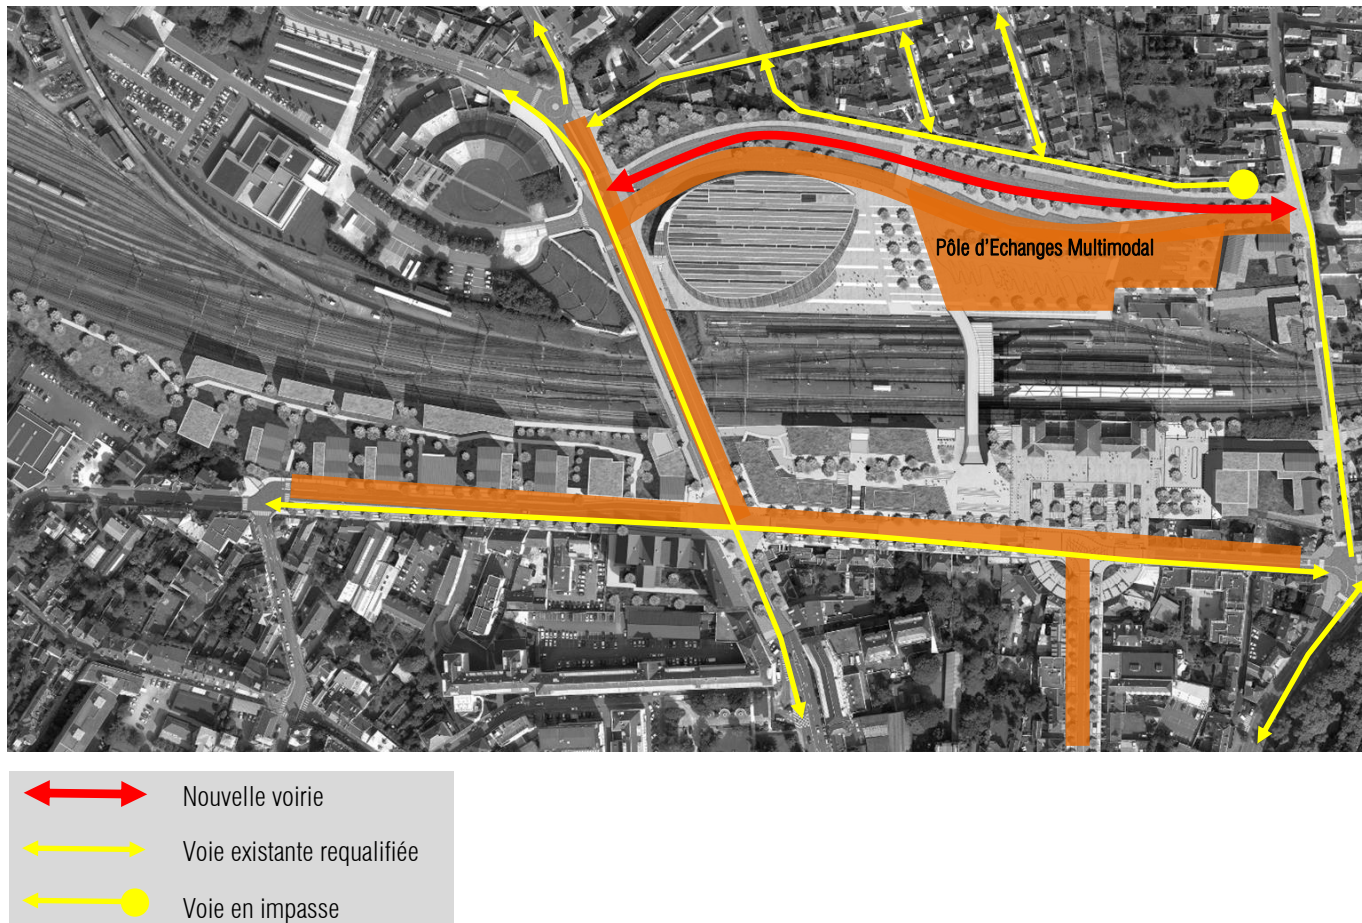 Pôle d'Echanges Multimodal
Nouvelle voirie
Voie existante requalifiée
Voie en impasse